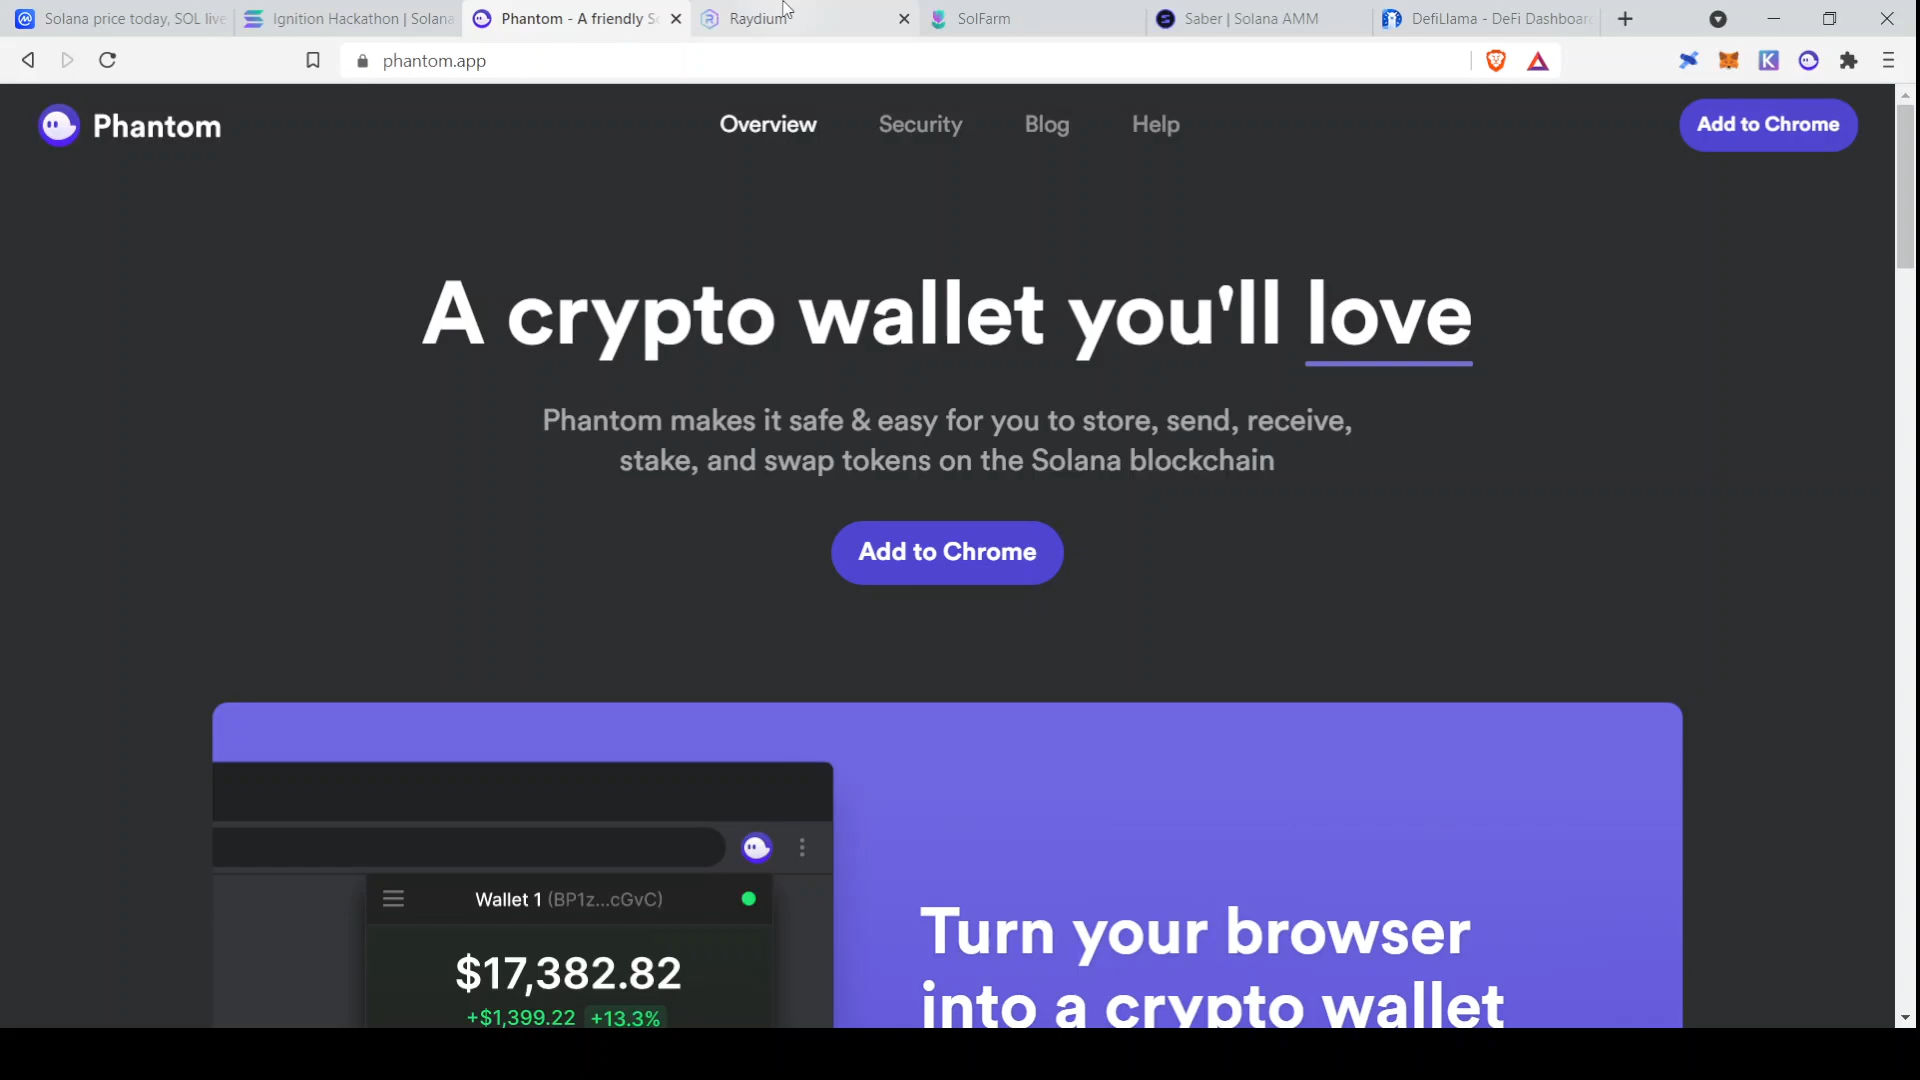 Solana price today, SOL live
Ignition Hackathon | Solana
Phantom - A friendly S
Raydium
SolFarm
Saber | Solana AMM
DefiLlama - DeFi Dashboard
phantom.app
K
Phantom
Overview
Security
Blog
Help
Add to Chrome
A crypto wallet you'll love
Phantom makes it safe & easy for you to store, send, receive,
stake, and swap tokens on the Solana blockchain
Add to Chrome
Wallet 1 (BP1z...cGvC)
$17,382.82
+$1,399.22 +13.3%
Turn your browser
into a crypto wallet